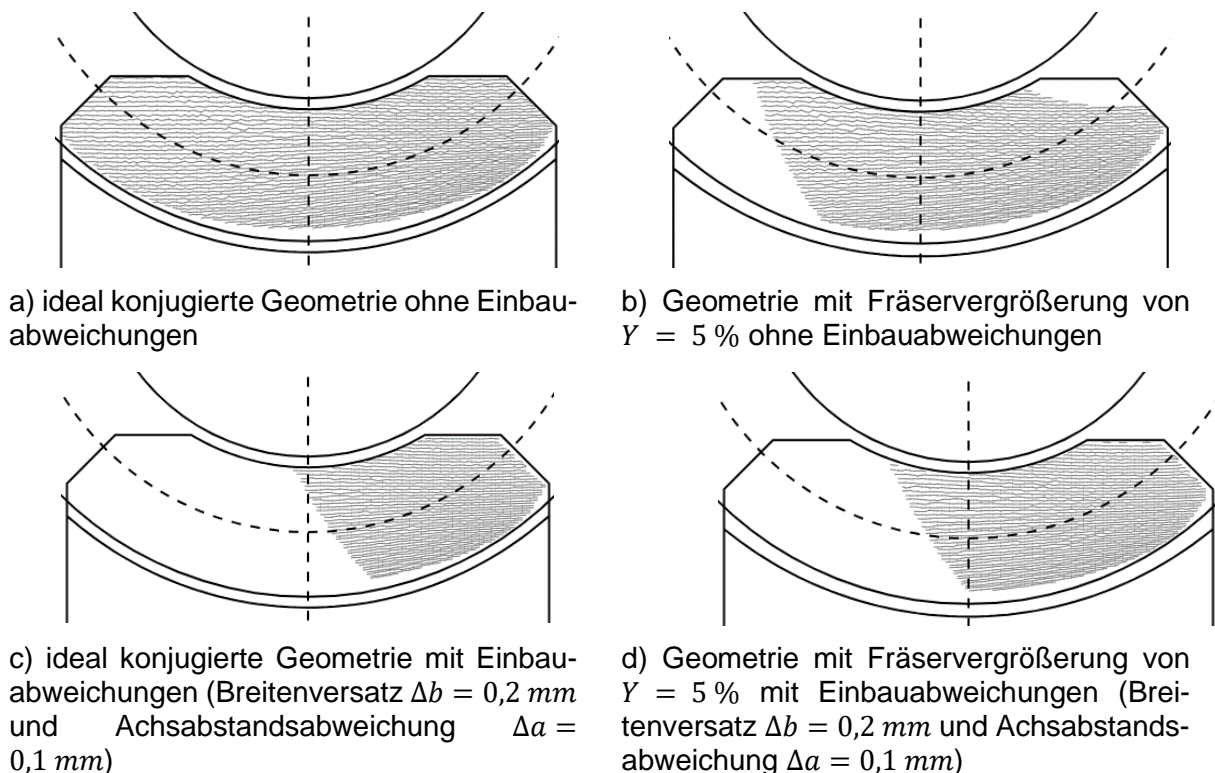 a) ideal konjugierte Geometrie ohne Einbau-
abweichungen
b) Geometrie mit Fräservergrößerung von
Y = 5 % ohne Einbauabweichungen
c) ideal konjugierte Geometrie mit Einbau-
abweichungen (Breitenversatz Δb = 0,2 mm
und Achsabstandsabweichung Δa =
0,1 mm)
d) Geometrie mit Fräservergrößerung von
Y = 5 % mit Einbauabweichungen (Brei-
tenversatz Δb = 0,2 mm und Achsabstands-
abweichung Δa = 0,1 mm)